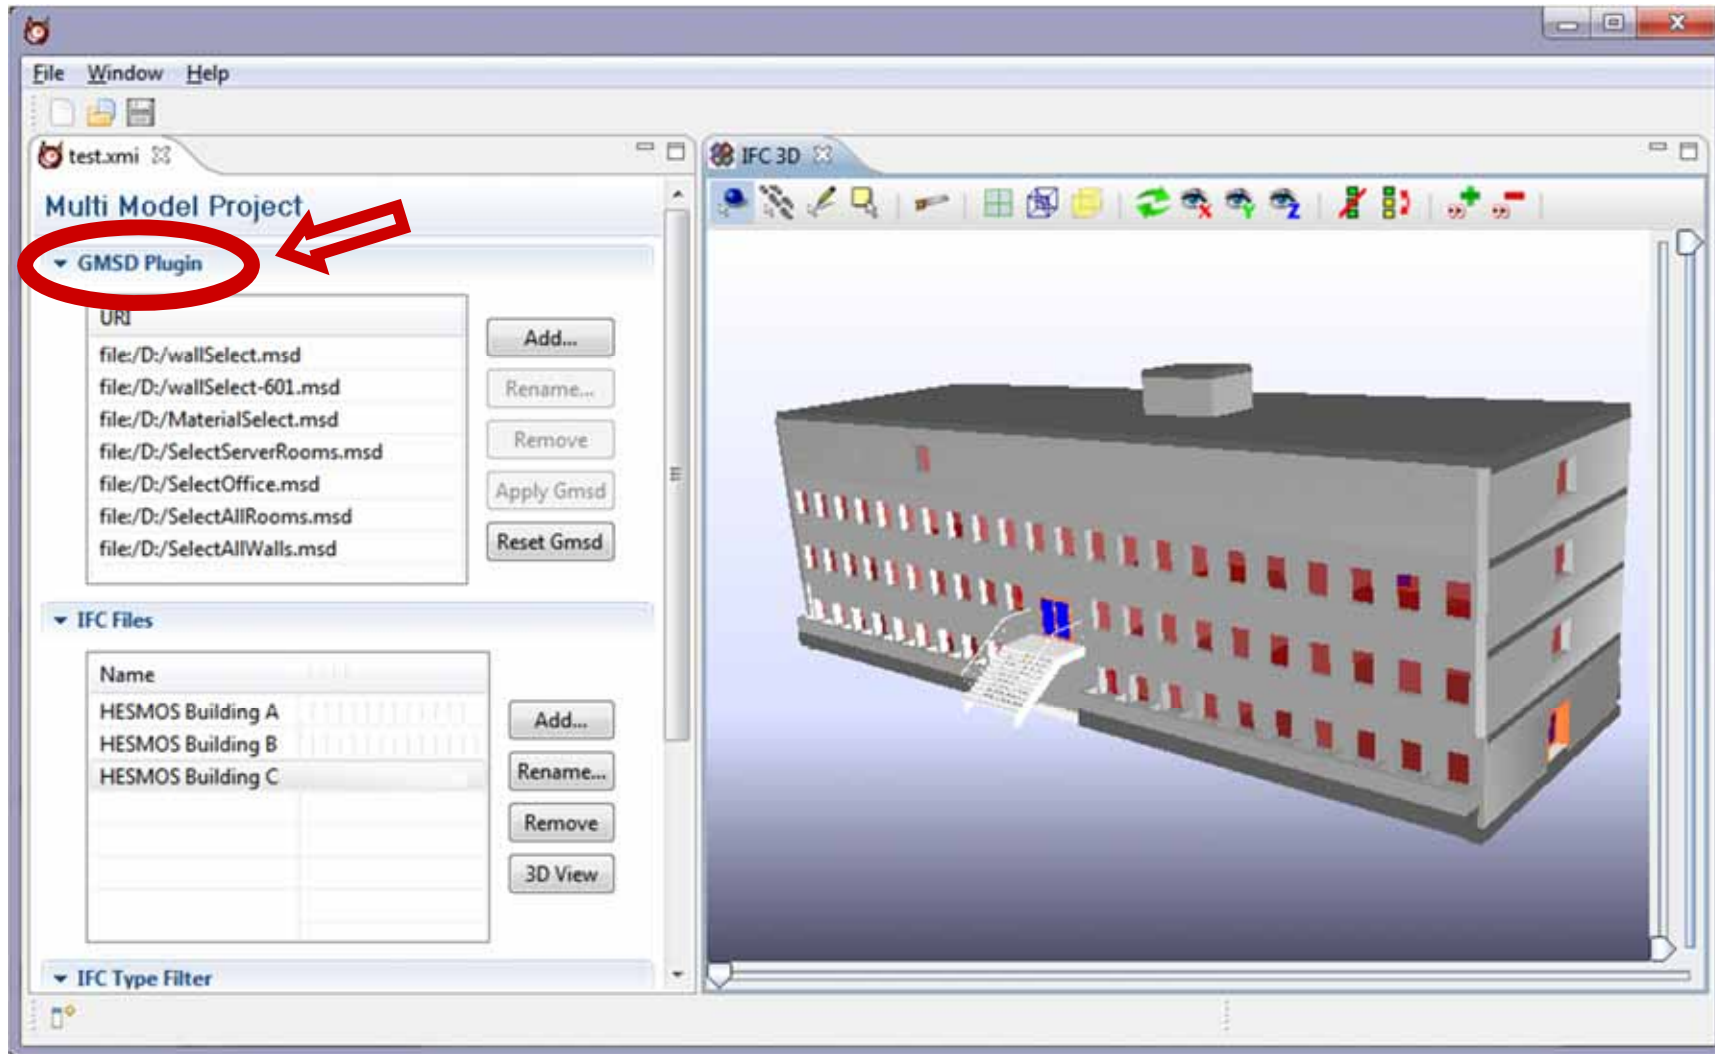 File Window Help
test.xmi
IFC 3D
Multi Model Project
GMSD Plugin
URI
file:/D:/wallSelect.msd
file:/D:/wallSelect-601.msd
file:/D:/MaterialSelect.msd
file:/D:/SelectServerRooms.msd
file:/D:/SelectOffice.msd
file:/D:/SelectAllRooms.msd
file:/D:/SelectAllWalls.msd
Add...
Rename...
Remove
Apply Gmsd
Reset Gmsd
IFC Files
Name
HESMOS Building A
HESMOS Building B
HESMOS Building C
Add...
Rename...
Remove
3D View
IFC Type Filter